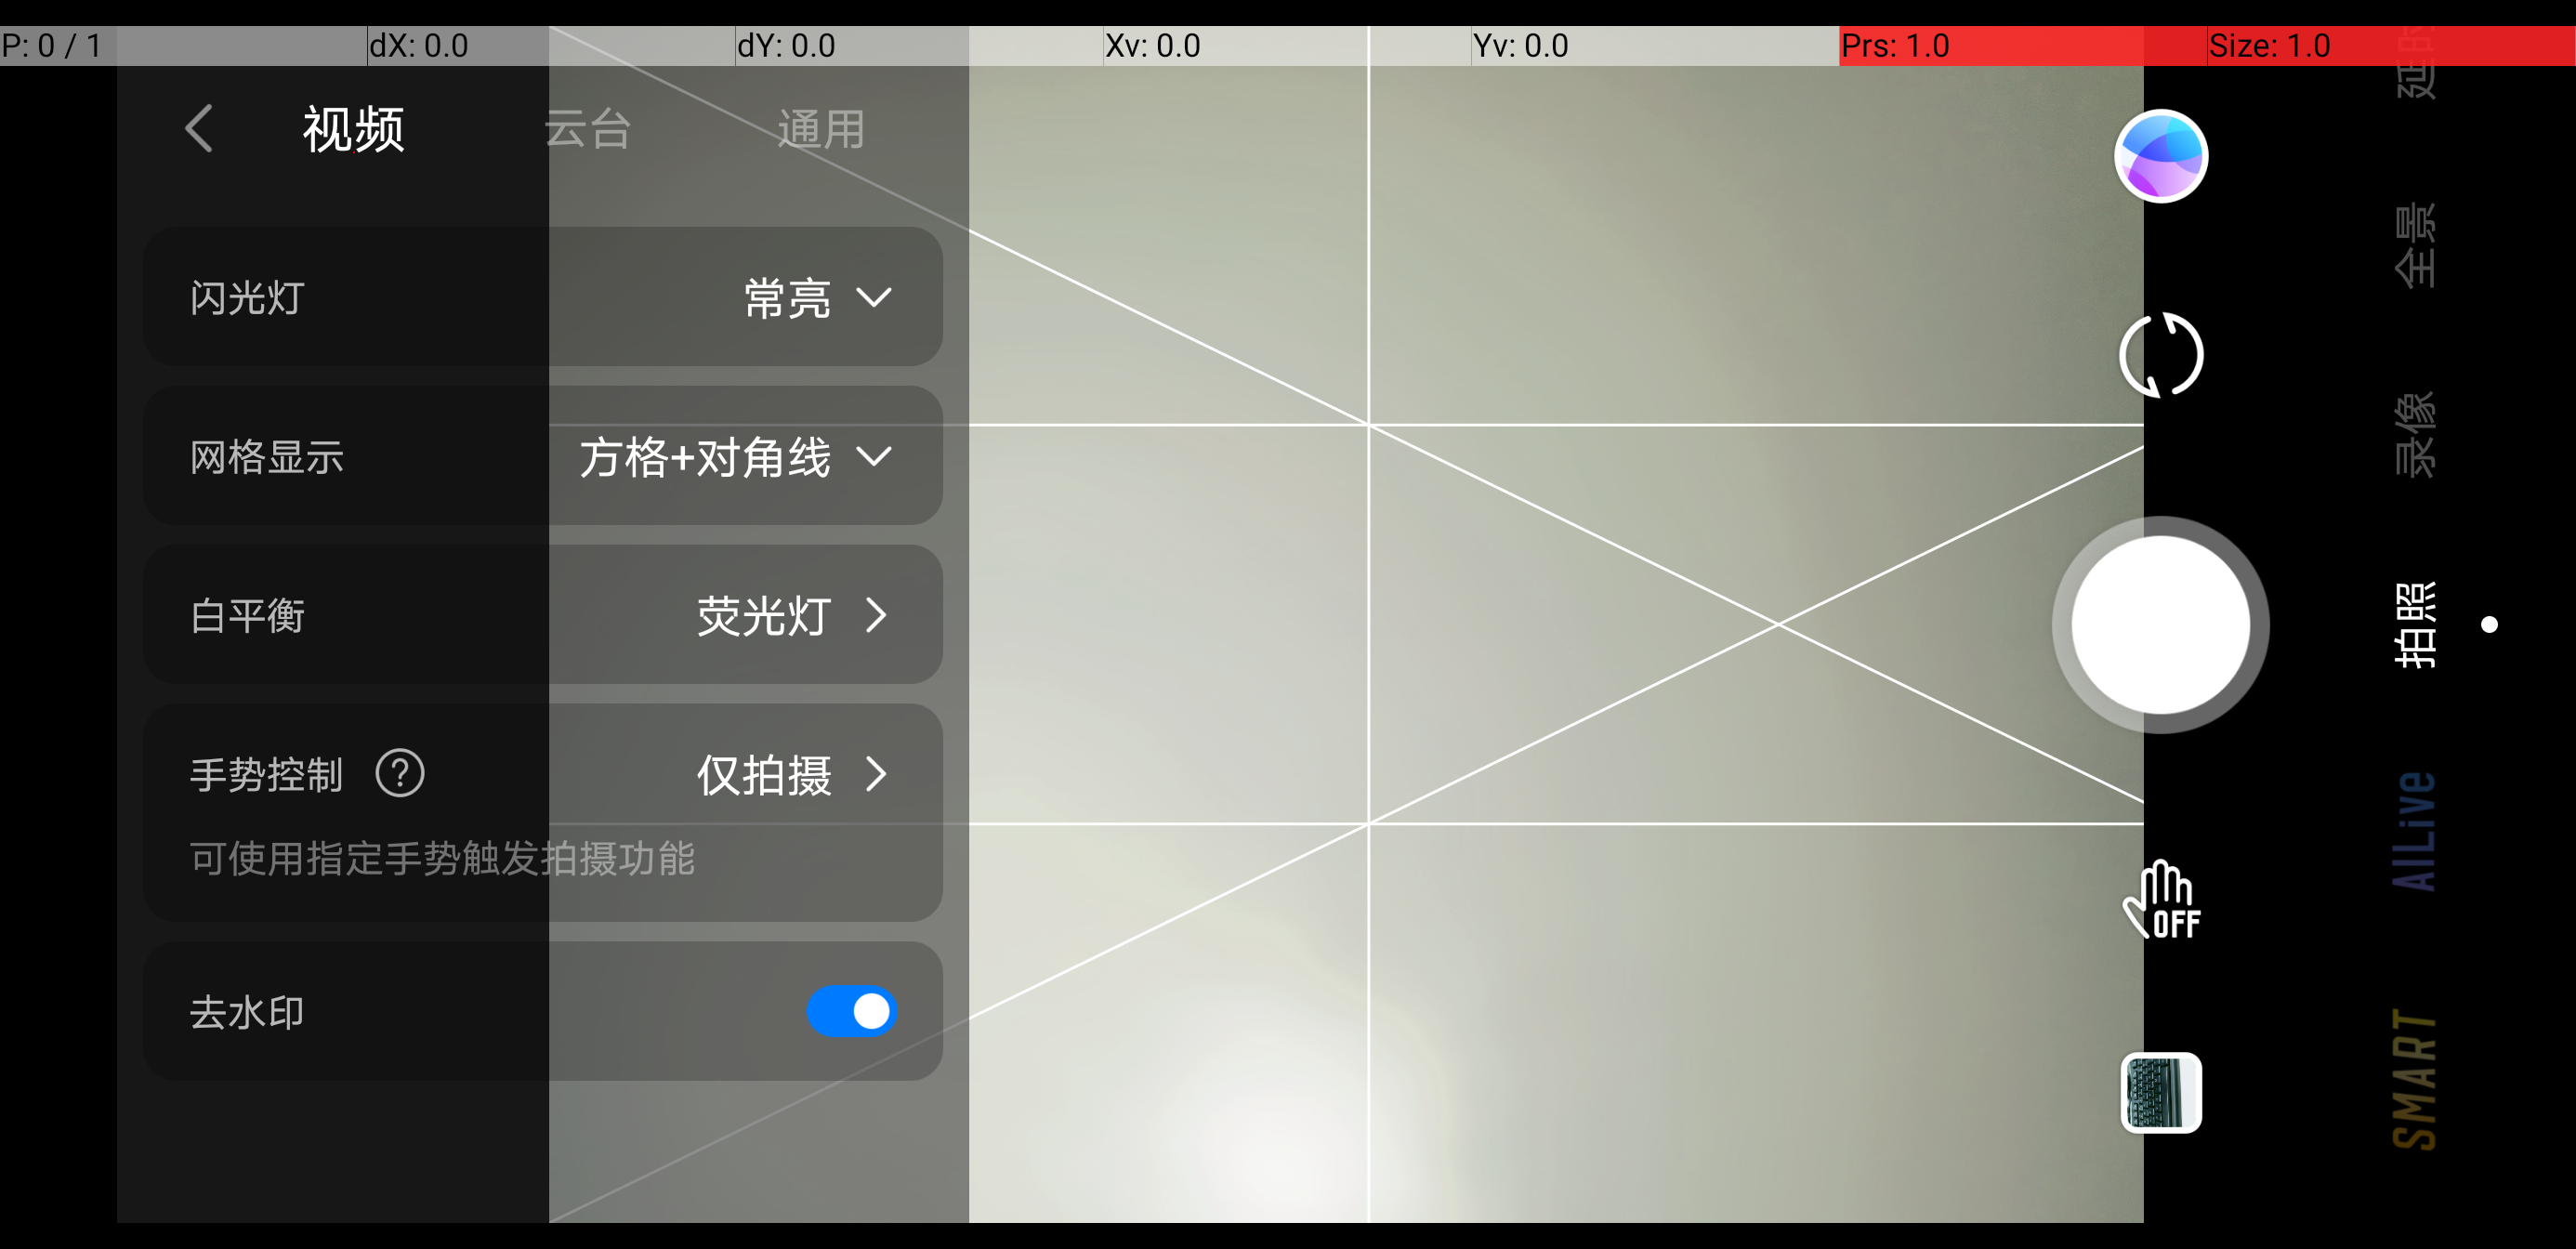 P: 0 / 1 dX: 0.0 dY: 0.0 Xv: 0.0 Yv: 0.0 Prs: 1.0 Size: 1.0
视频 云台 通用
闪光灯 常亮
网格显示 方格+对角线
白平衡 荧光灯
手势控制 ? 仅拍摄
可使用指定手势触发拍摄功能
去水印
OFF
延时
全景
录像
拍照
AILive
SMART